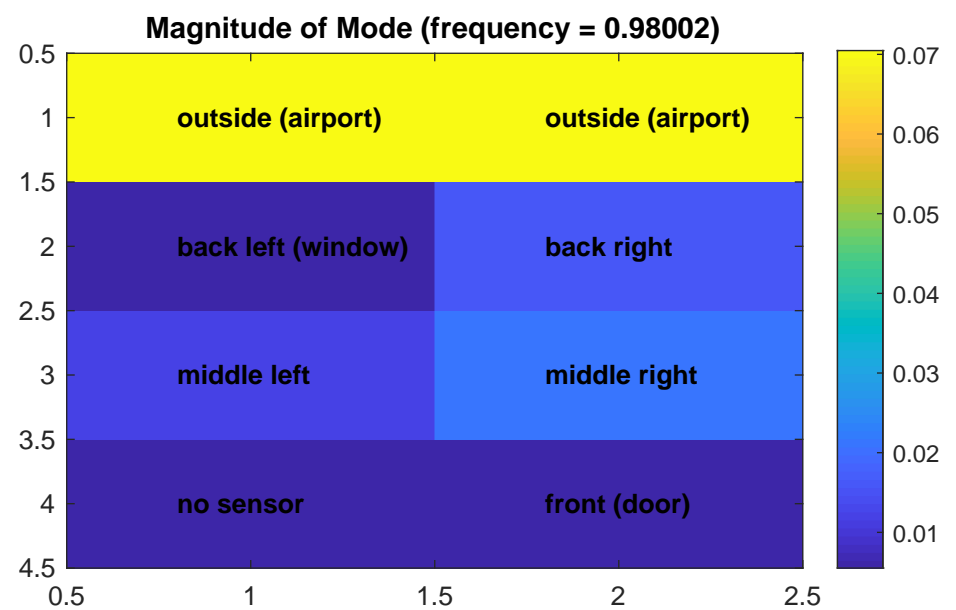 Magnitude of Mode (frequency = 0.98002)
0.5
outside (airport) outside (airport)
1
1.5
back left (window) back right
2
2.5
middle left middle right
3
3.5
no sensor front (door)
4
4.5
0.5 1 1.5 2 2.5
0.07
0.06
0.05
0.04
0.03
0.02
0.01